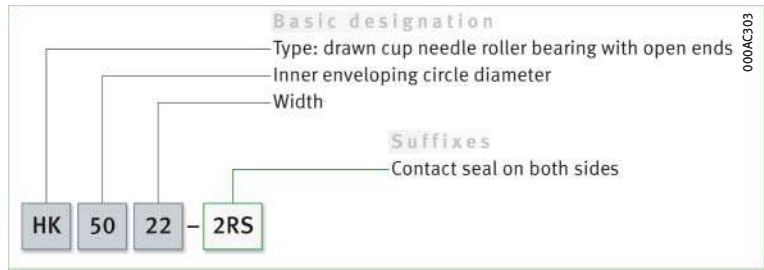 Basic designation
Type: drawn cup needle roller bearing with open ends
Inner enveloping circle diameter
Width
Suffixes
Contact seal on both sides
HK 50 22 – 2RS
000AC303